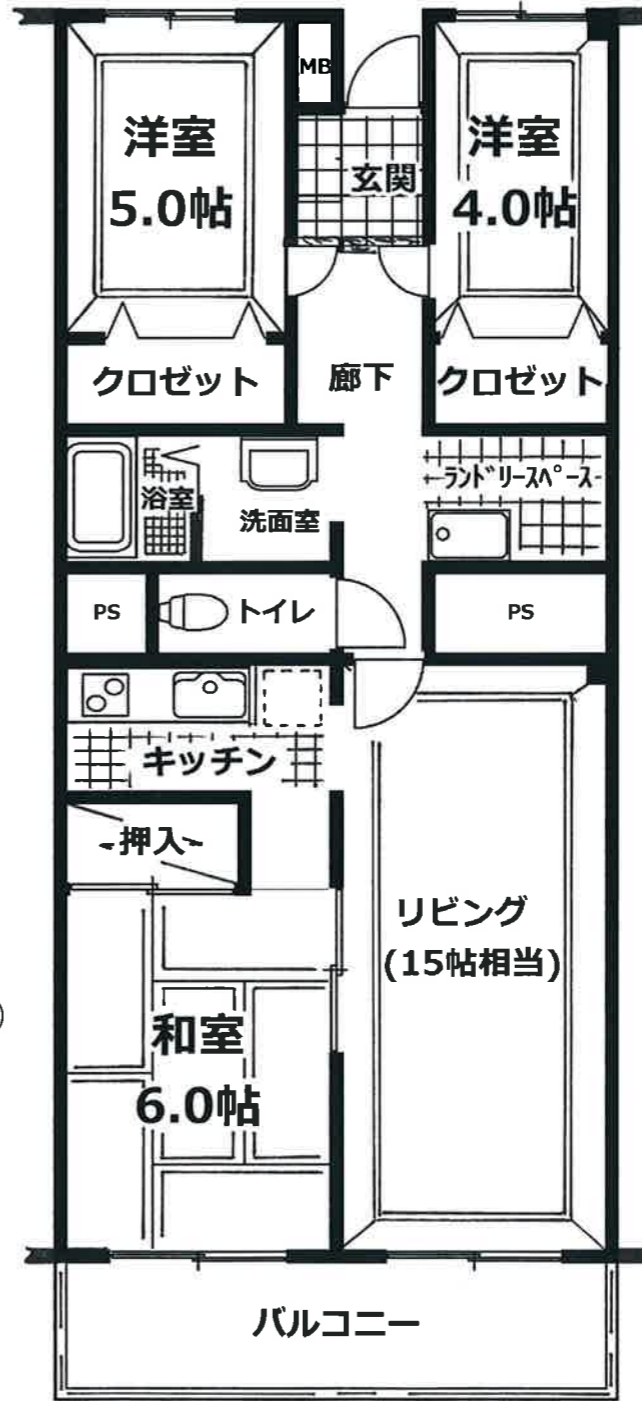 MB
洋室
5.0帖
洋室
4.0帖
玄関
クロゼット
廊下
クロゼット
浴室
洗面室
ランドリースペース
PS
トイレ
PS
キッチン
押入
リビング
(15帖相当)
和室
6.0帖
バルコニー